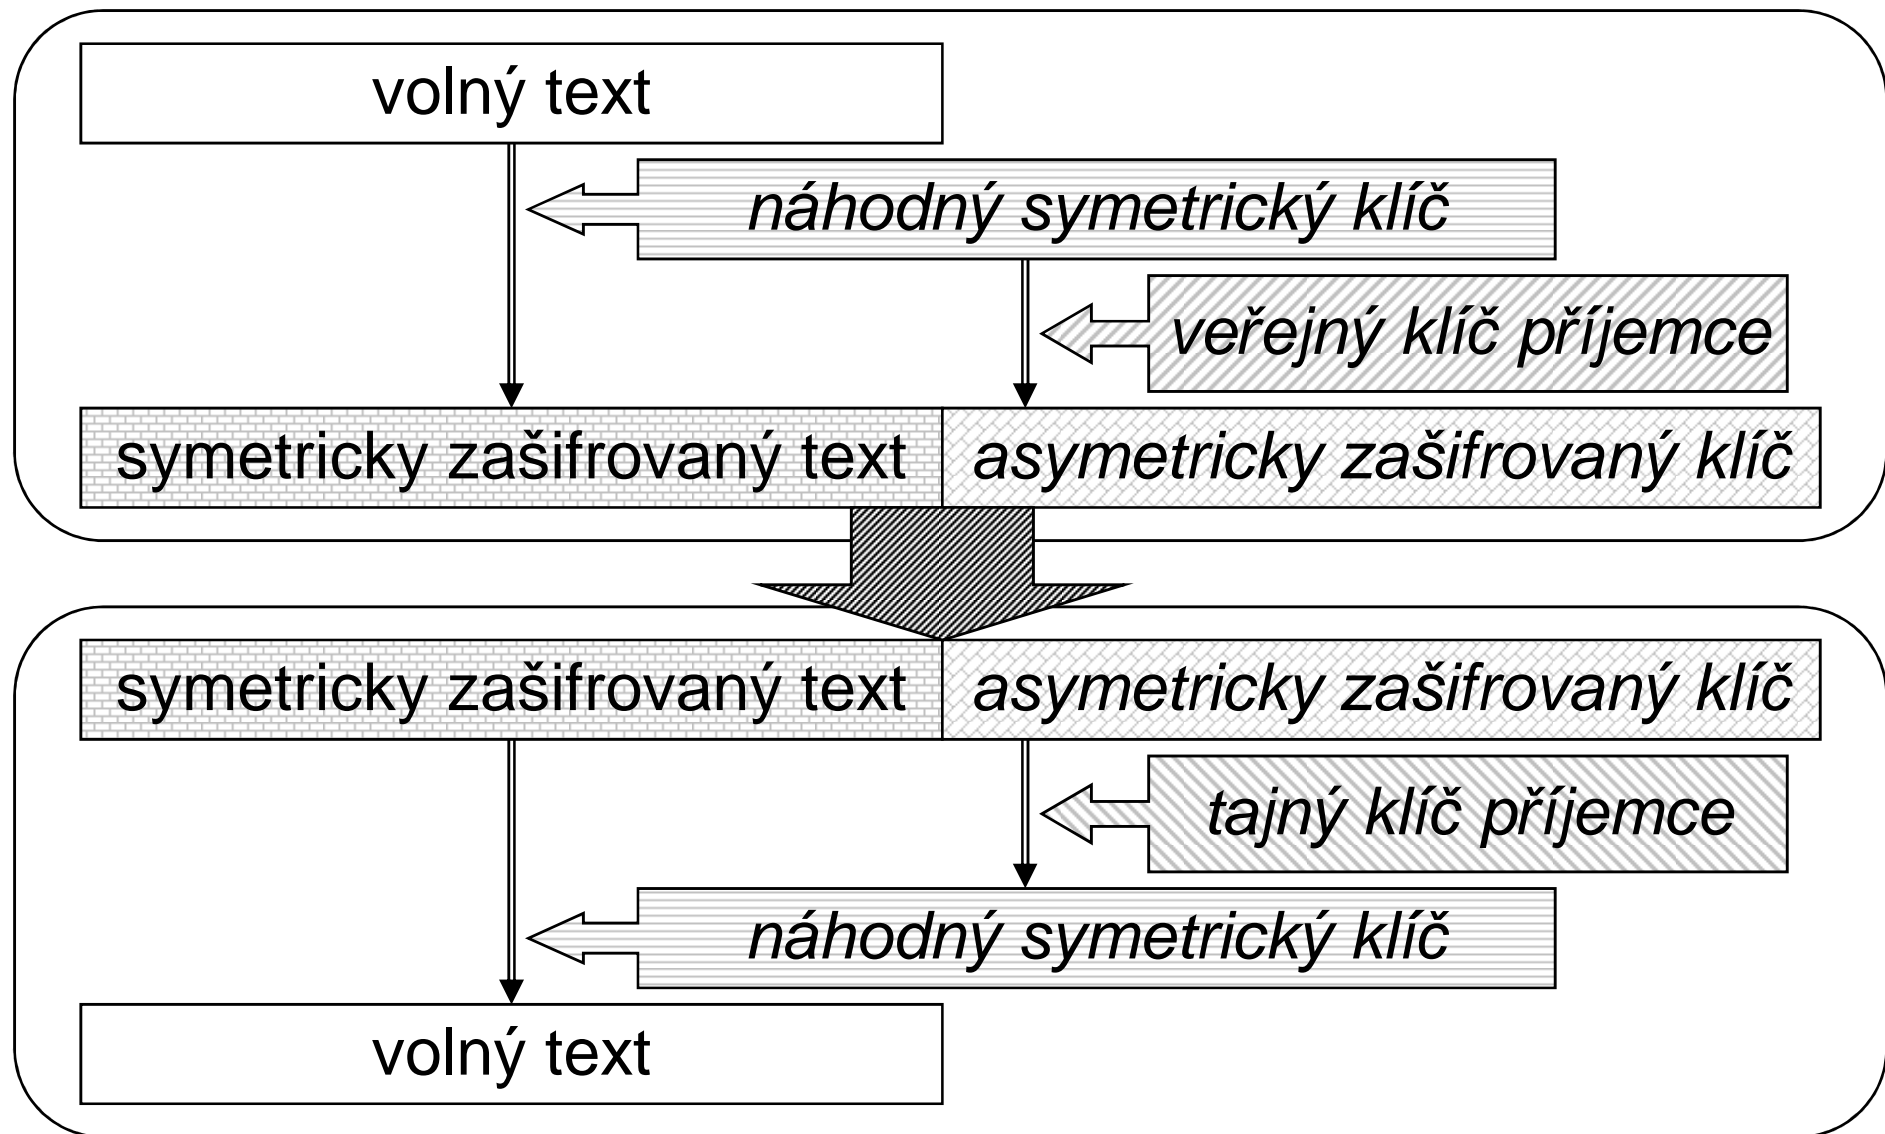 volný text
náhodný symetrický klíč
veřejný klíč příjemce
symetricky zašifrovaný text
asymetricky zašifrovaný klíč
symetricky zašifrovaný text
asymetricky zašifrovaný klíč
tajný klíč příjemce
náhodný symetrický klíč
volný text